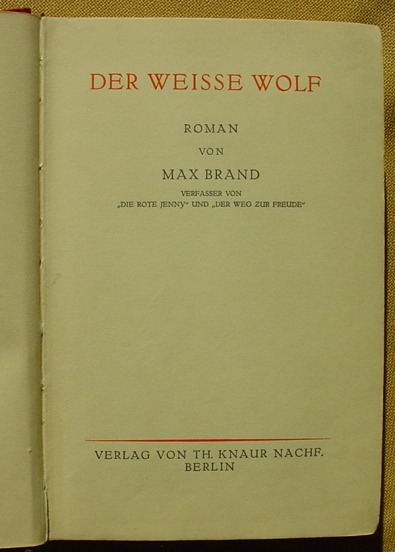 DER WEISSE WOLF
ROMAN
VON
MAX BRAND
VERFASSER VON
„DIE ROTE JENNY“ UND „DER WEG ZUR FREUDE“
VERLAG VON TH. KNAUR NACHF.
BERLIN